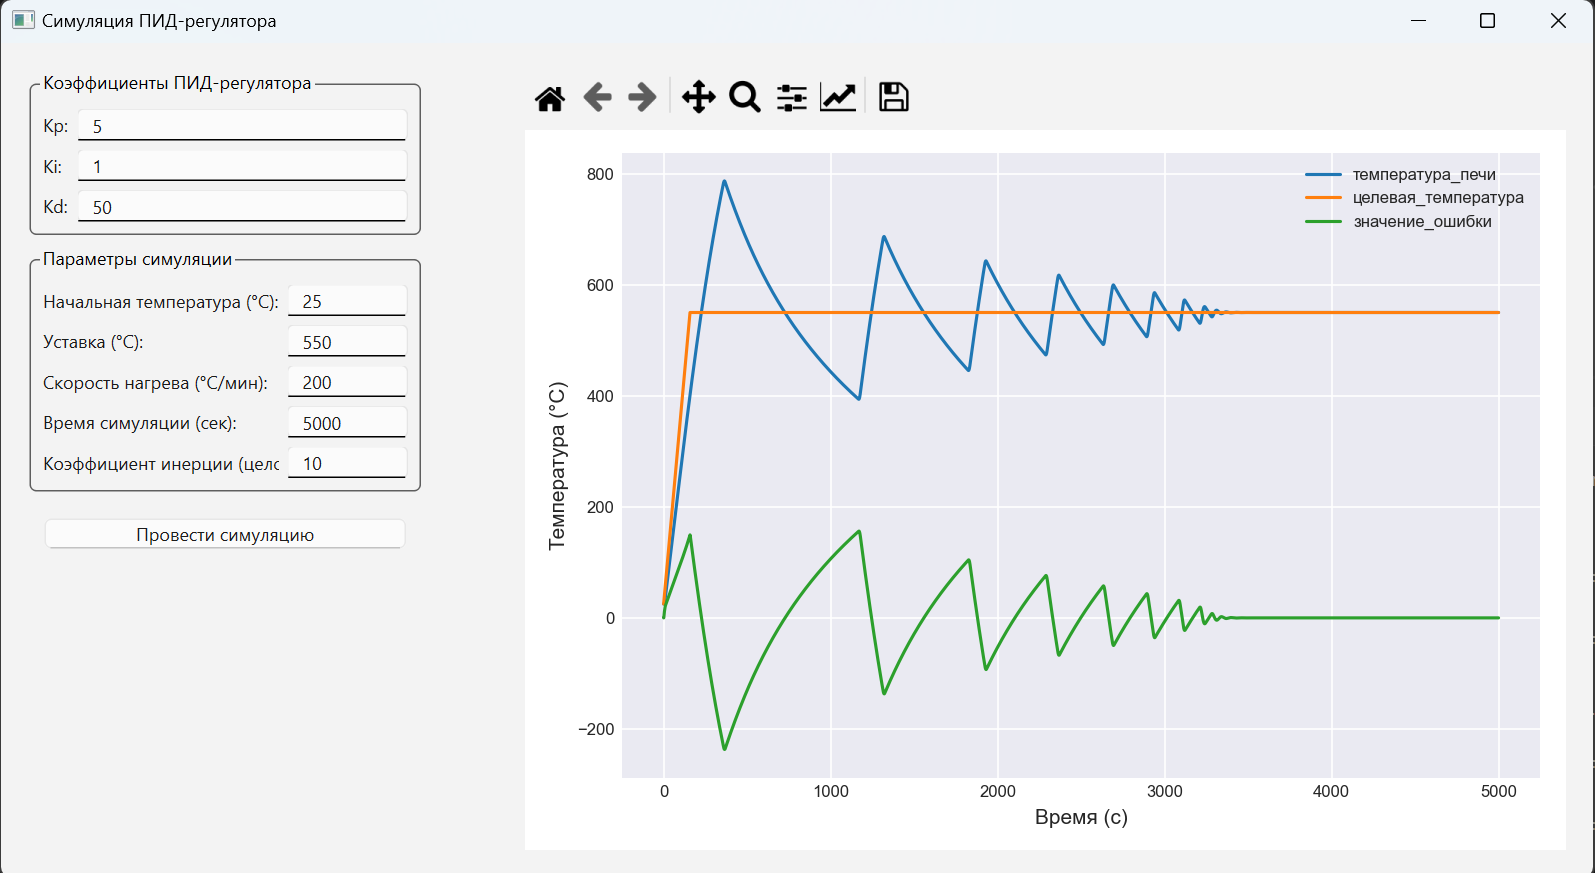 Симуляция ПИД-регулятора
Коэффициенты ПИД-регулятора
Kp: 5
Ki: 1
Kd: 50
Параметры симуляции
Начальная температура (°C): 25
Уставка (°C): 550
Скорость нагрева (°C/мин): 200
Время симуляции (сек): 5000
Коэффициент инерции (целс 10
Провести симуляцию
температура_печи
целевая_температура
значение_ошибки
800
600
400
200
0
−200
Температура (°C)
0 1000 2000 3000 4000 5000
Время (с)